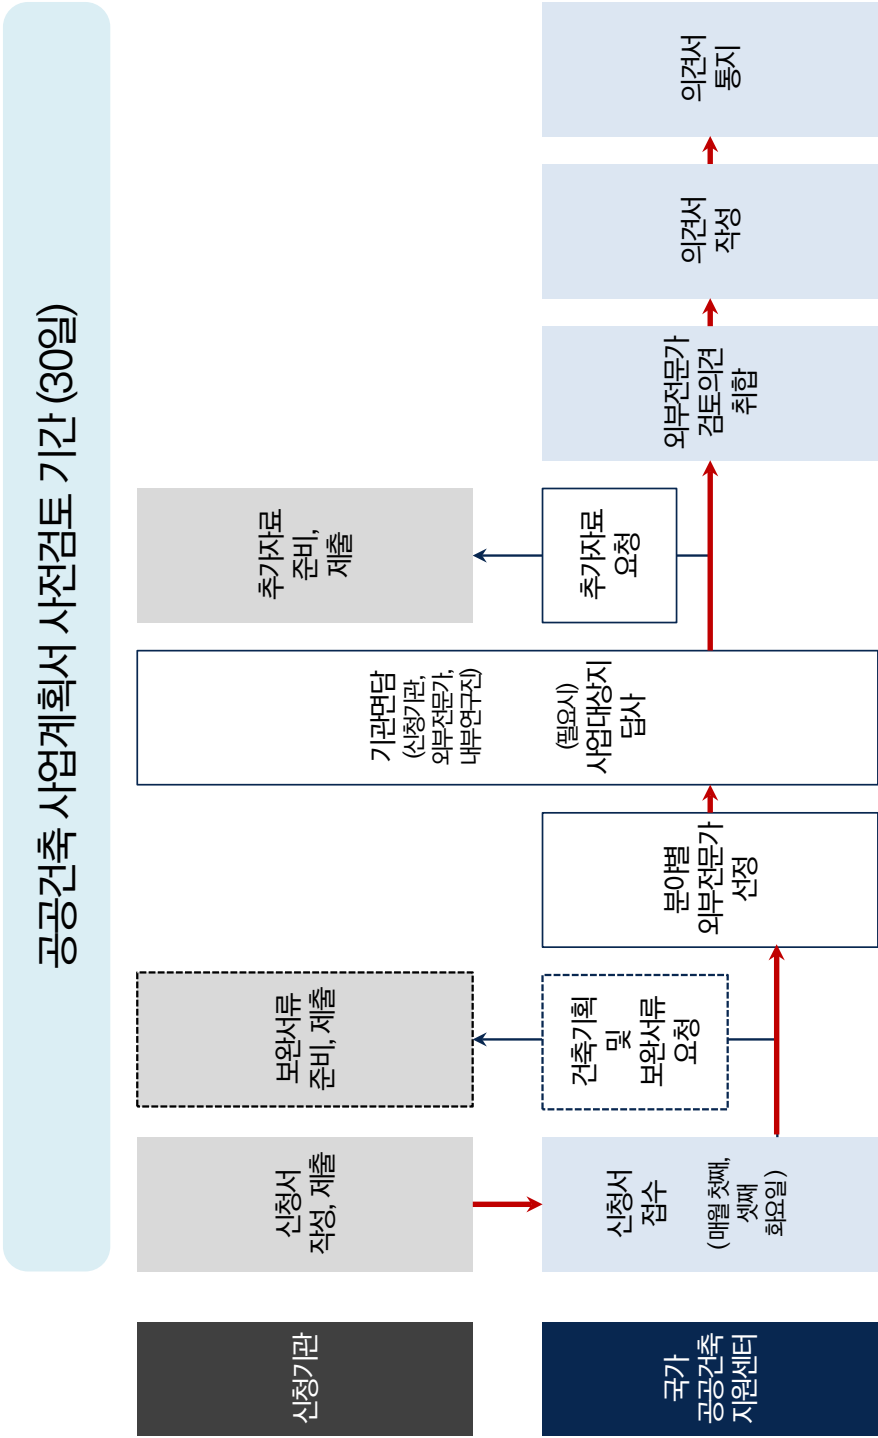 공공건축 사업계획서 사전검토 기간 (30일)
신청기관
신청서
작성, 제출
보완서류
준비, 제출
기관면담
(신청기관,
외부전문가,
내부연구진)
(필요시)
사업대상지
답사
추가자료
준비,
제출
국가
공공건축
지원센터
신청서
접수
( 매월 첫째,
셋째
화요일 )
건축기획
및
보완서류
요청
분야별
외부전문가
선정
추가자료
요청
외부전문가
검토의견
취합
의견서
작성
의견서
통지